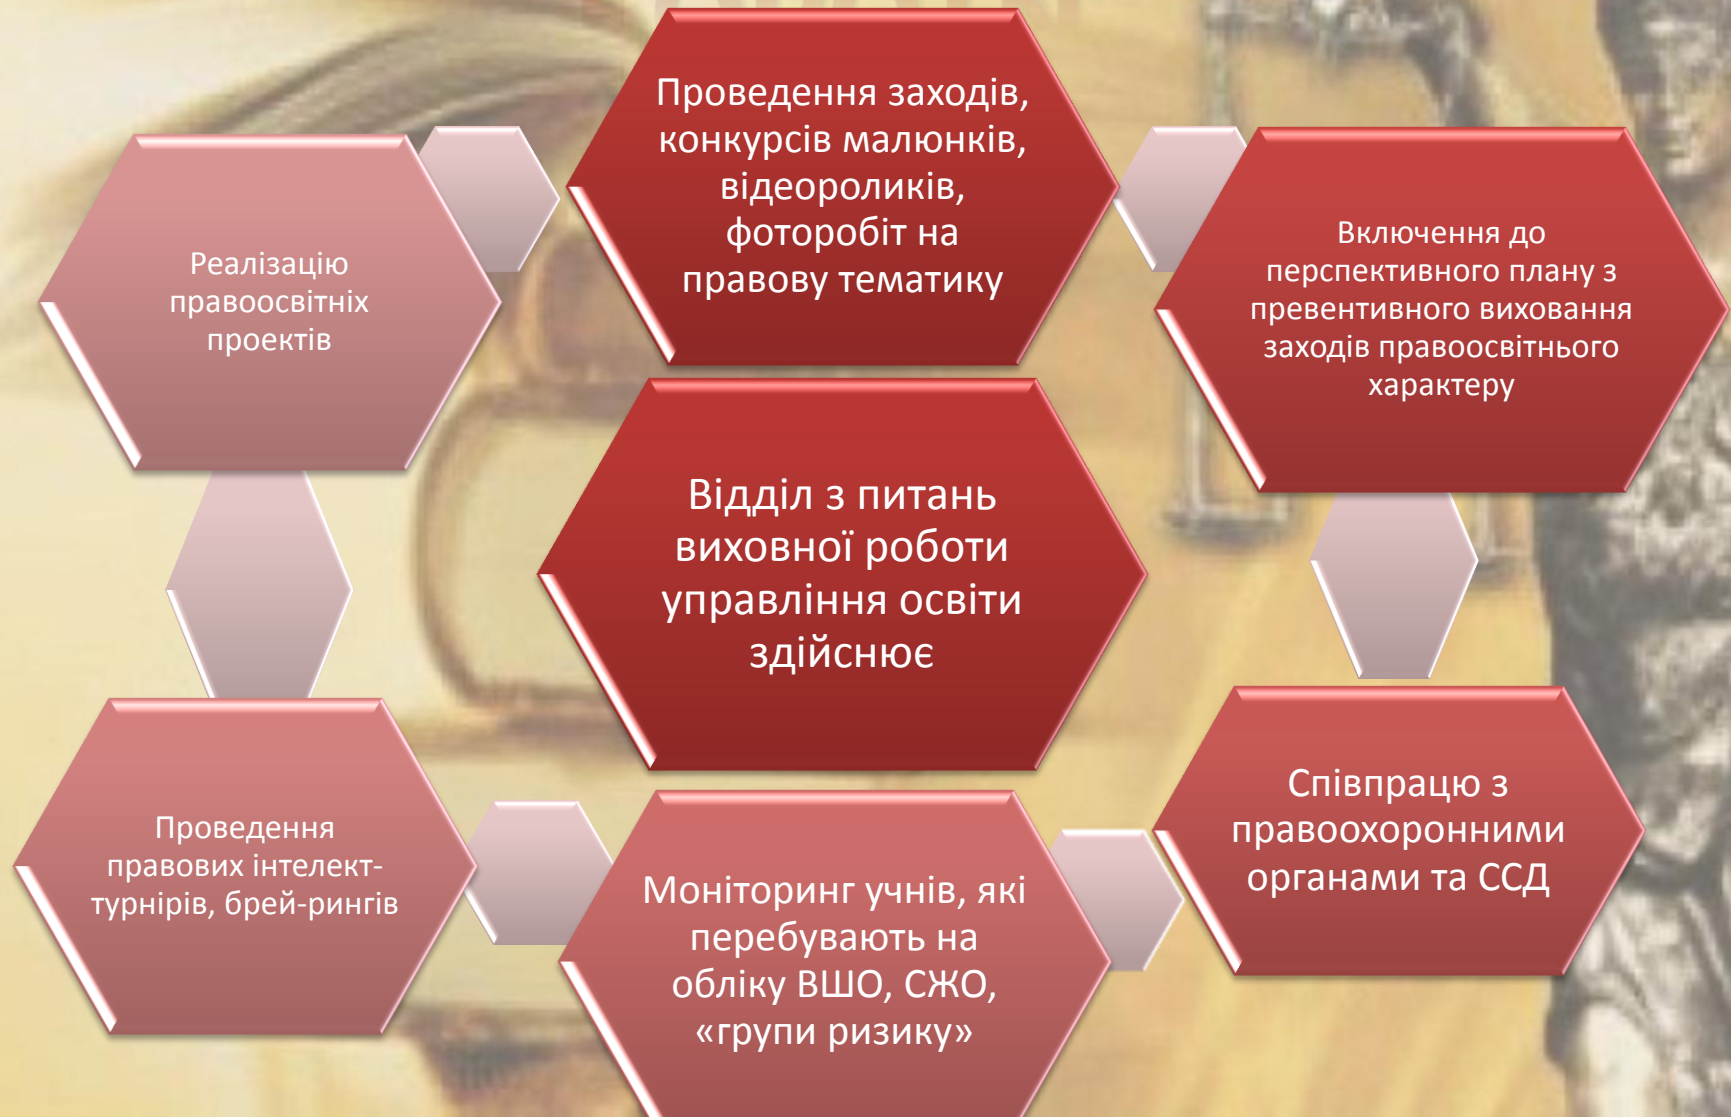 Проведення заходів,
конкурсів малюнків,
відеороликів,
фоторобіт на
правову тематику
Включення до
перспективного плану з
превентивного виховання
заходів правоосвітнього
характеру
Співпрацю з
правоохоронними
органами та ССД
Моніторинг учнів, які
перебувають на
обліку ВШО, СЖО,
«групи ризику»
Проведення
правових інтелект-
турнірів, брей-рингів
Реалізацію
правоосвітніх
проектів
Відділ з питань
виховної роботи
управління освіти
здійснює